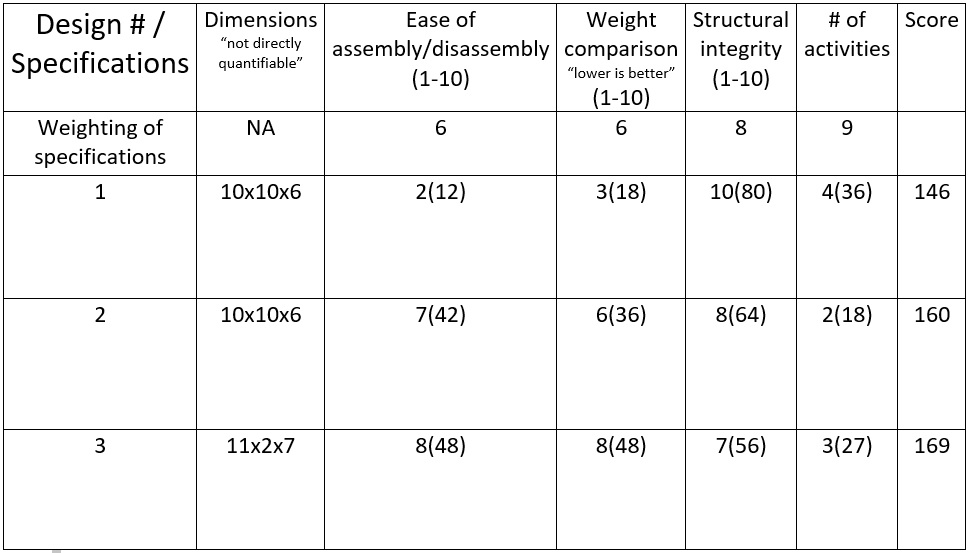 Design # /
Specifications
Dimensions
“not directly
quantifiable”
Ease of
assembly/disassembly
(1-10)
Weight
comparison
“lower is better”
(1-10)
Structural
integrity
(1-10)
# of
activities
Score
Weighting of
specifications
NA
6
6
8
9
1
10x10x6
2(12)
3(18)
10(80)
4(36)
146
2
10x10x6
7(42)
6(36)
8(64)
2(18)
160
3
11x2x7
8(48)
8(48)
7(56)
3(27)
169